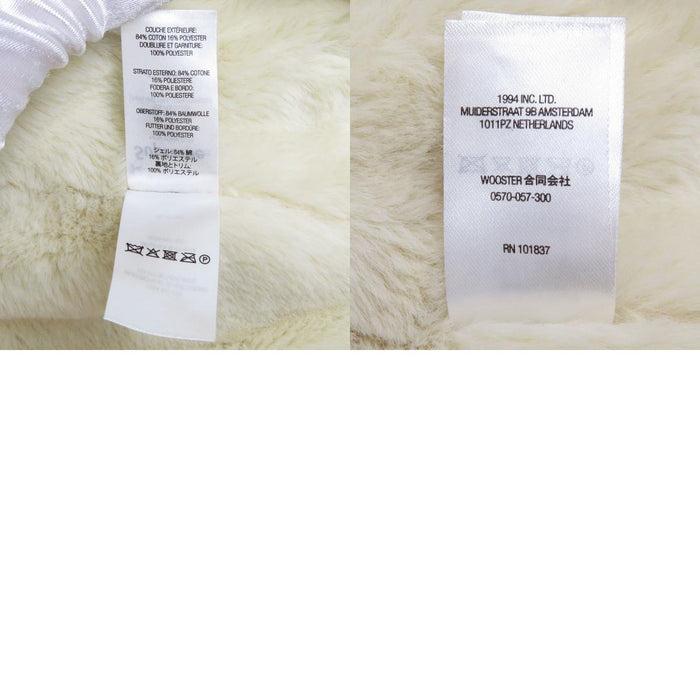 COUCHE EXTÉRIEURE:
84% COTON 16% POLYESTER
DOUBLURE ET GARNITURE:
100% POLYESTER
STRATO ESTERNO: 84% COTONE
16% POLIESTERE
FODERA E BORDO:
100% POLIESTERE
OBERSTOFF: 84% BAUMWOLLE
16% POLYESTER
FUTTER UND BORDÜRE:
100% POLYESTER
シェル: 84% 綿
16% ポリエステル
裏地とトリム:
100% ポリエステル
P
1994 INC. LTD.
MUIDERSTRAAT 9B AMSTERDAM
1011PZ NETHERLANDS
WOOSTER 合同会社
0570-057-300
RN 101837